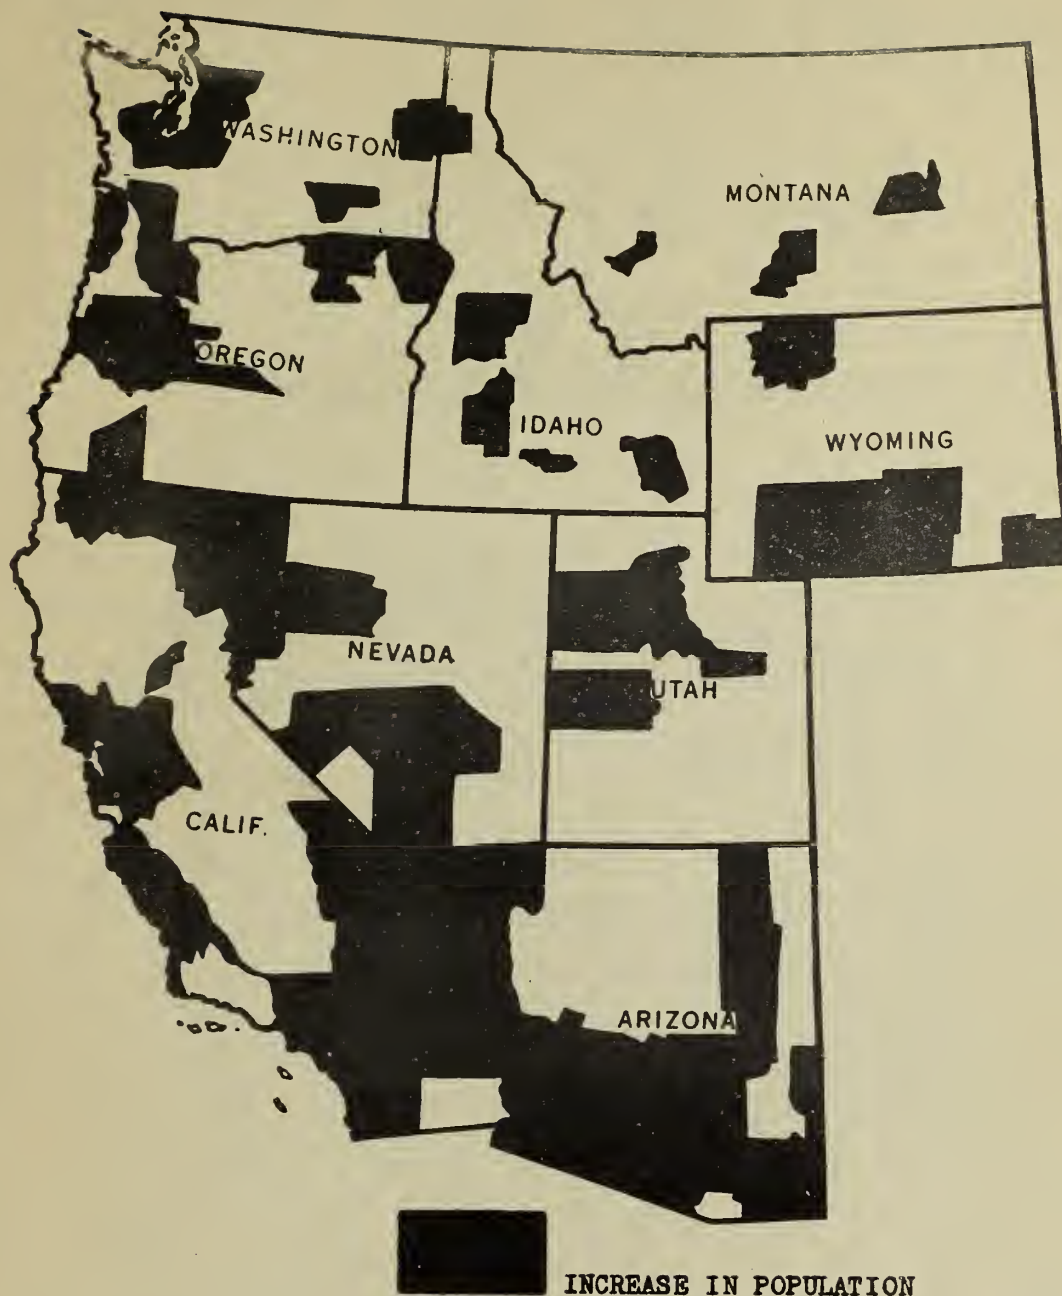 WASHINGTON
MONTANA
OREGON
IDAHO
WYOMING
NEVADA
UTAH
CALIF.
ARIZONA
INCREASE IN POPULATION